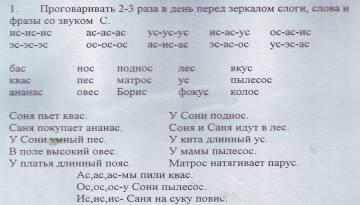 1. Проговаривать 2-3 раза в день перед зеркалом слоги, слова и
фразы со звуком С.
ис-ис-ис ас-ас-ас ус-ус-ус ис-ас-ус ос-ас-ис
эс-эс-эс ос-ос-ос ас-ис-ас эс-ас-ос ус-эс-ас
бас нос поднос лес вкус
квас пес матрос ус пылесос
ананас овес Борис фокус колос
Соня пьет квас. У Сони поднос.
Саня покупает ананас. Соня и Саня идут в лес.
У Сони умный пес. У кита длинный ус.
В поле высокий овес. У мамы пылесос.
У платья длинный пояс. Матрос натягивает парус.
Ас,ас,ас-мы пили квас.
Ос,ос,ос-у Сони пылесос.
Ис,ис,ис- Саня на суку повис.